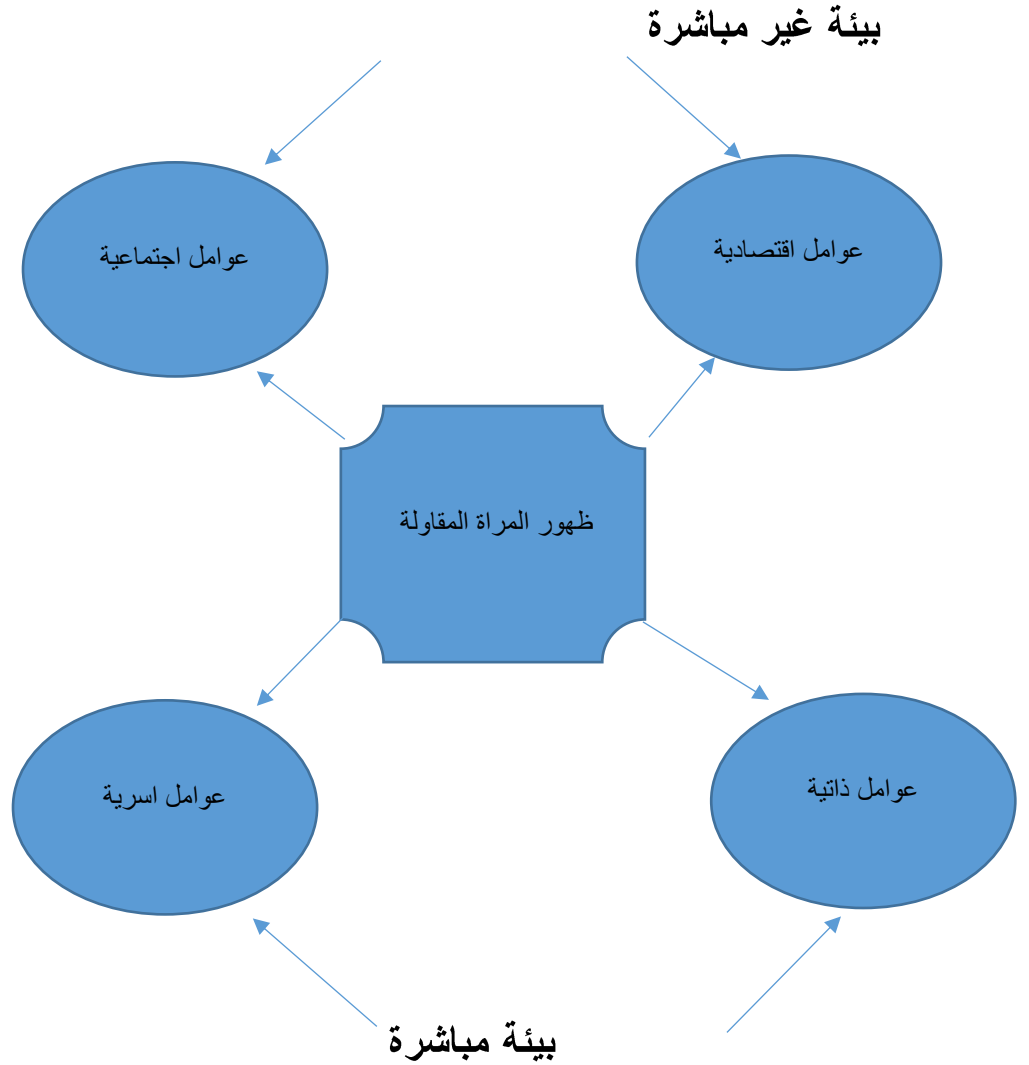 بيئة غير مباشرة
عوامل اقتصادية
عوامل اجتماعية
ظهور المراة المقاولة
عوامل ذاتية
عوامل اسرية
بيئة مباشرة